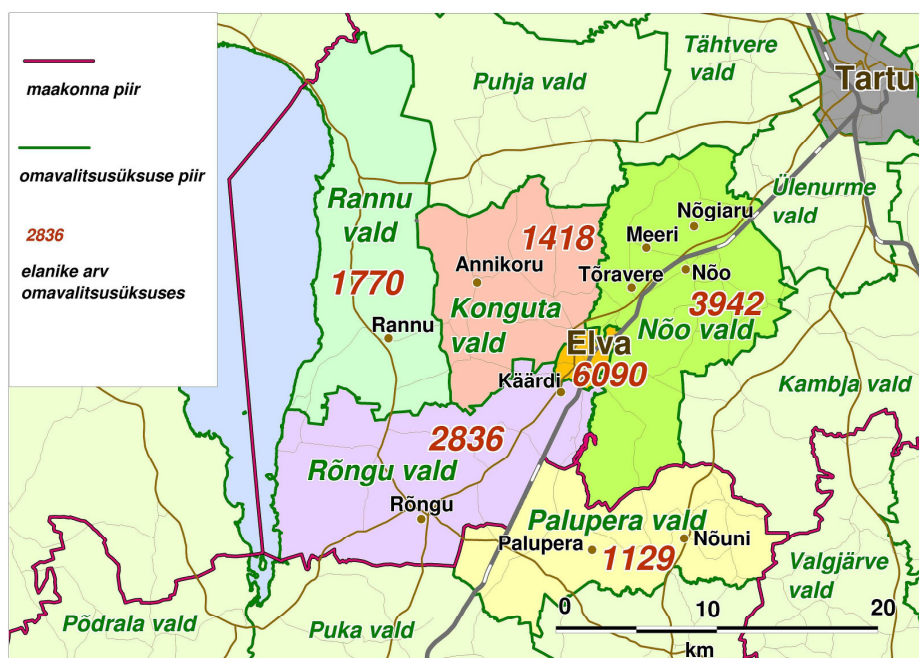 maakonna piir
omavalitsusüksuse piir
2836
elanike arv
omavalitsusüksuses
Tähtvere
vald
Tartu
Puhja vald
Ülenurme
vald
Rannu
vald
1770
Rannu
1418
Annikoru
Konguta
vald
Nõgiaru
Meeri
Tõravere
Nõo
3942
Nõo vald
Elva
6090
Käärdi
Kambja vald
2836
Rõngu vald
Rõngu
Palupera vald
Palupera
Nõuni
1129
Valgjärve
vald
Põdrala vald
Puka vald
0
10
20
km